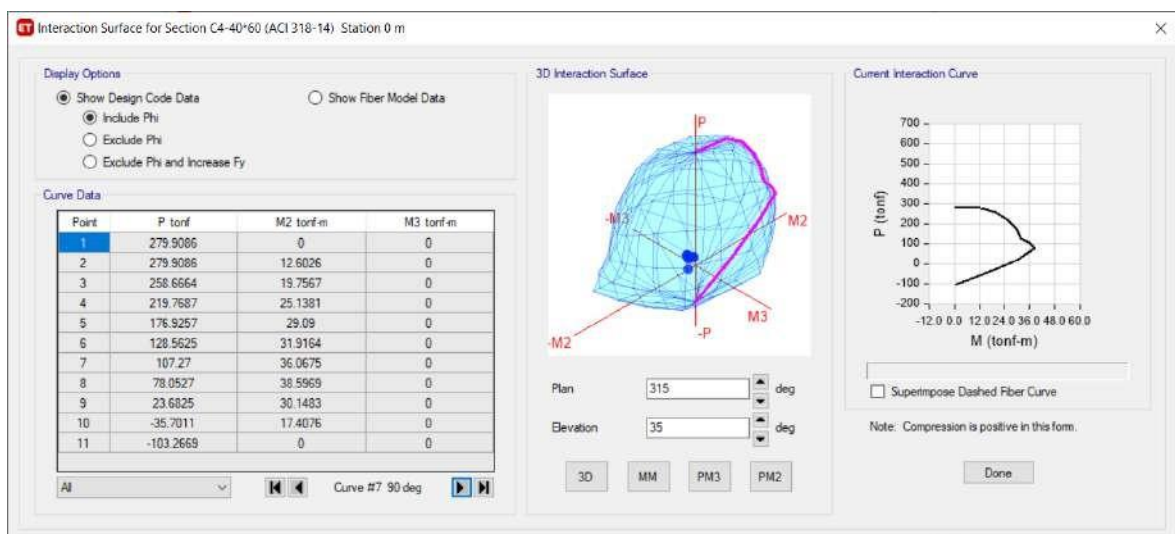 ET Interaction Surface for Section C4-40*60 (ACI 318-14) Station 0 m
Display Options
Show Design Code Data
Show Fiber Model Data
Include Phi
Exclude Phi
Exclude Phi and Increase Fy
Curve Data
Point P tonf M2 tonf-m M3 tonf-m
1 279.9086 0 0
2 279.9086 12.6026 0
3 258.6664 19.7567 0
4 219.7687 25.1381 0
5 176.9257 29.09 0
6 128.5625 31.9164 0
7 107.27 36.0675 0
8 78.0527 38.5969 0
9 23.6825 30.1483 0
10 -35.7011 17.4076 0
11 -103.2669 0 0
All
Curve #7 90 deg
3D Interaction Surface
P
-M3
M2
M3
-M2
-P
Plan 315 deg
Elevation 35 deg
3D MM PM3 PM2
Current Interaction Curve
700
600
500
400
300
200
100
0
-100
-200
P (tonf)
-12.0 0.0 12.0 24.0 36.0 48.0 60.0
M (tonf-m)
Superimpose Dashed Fiber Curve
Note: Compression is positive in this form.
Done